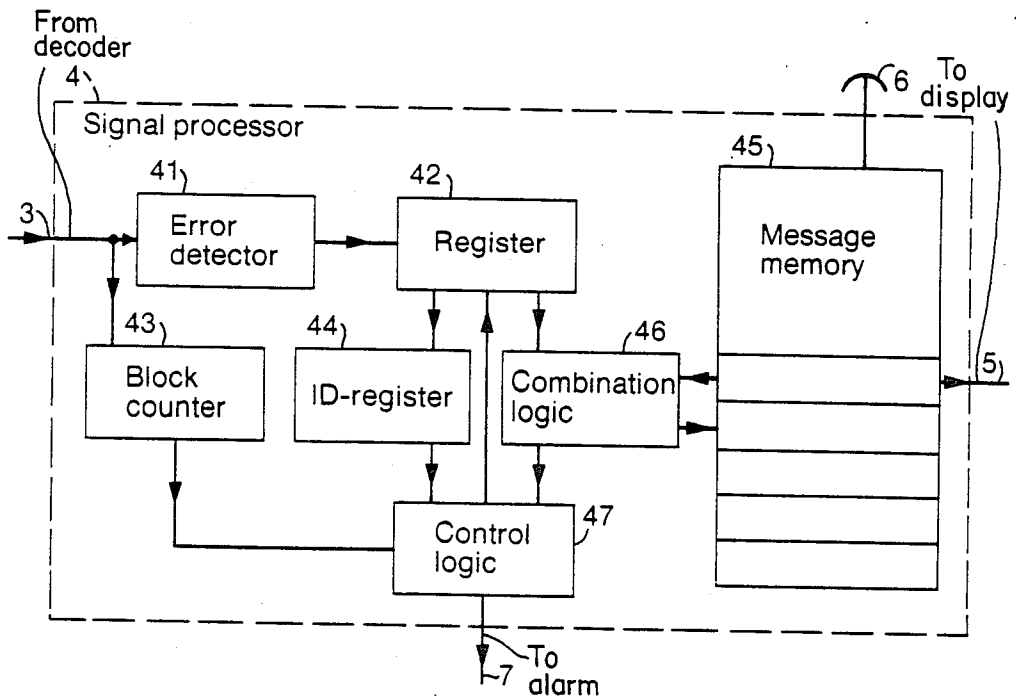 From
decoder
4
Signal processor
6
To
display
41
Error
detector
42
Register
45
Message
memory
3
43
Block
counter
44
ID-register
46
Combination
logic
5
Control
logic
47
To
alarm
7